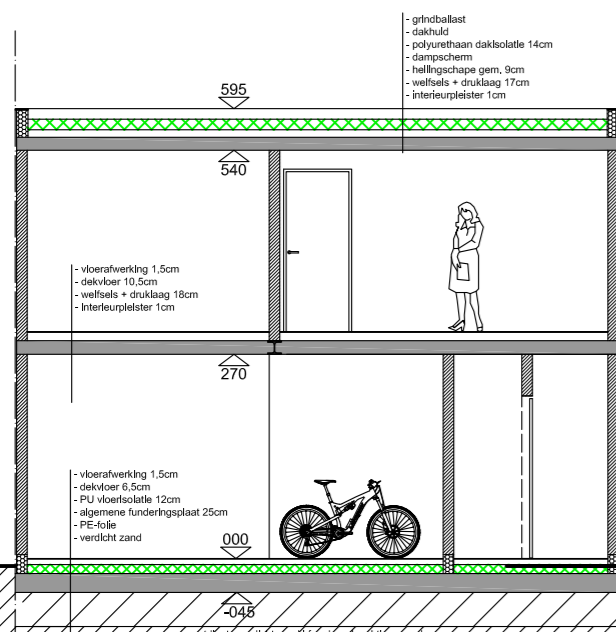 - grindballast
- dakhuld
- polyurethaan dakisolatie 14cm
- dampscherm
- hellingschape gem. 9cm
- welfsels + druklaag 17cm
- interieurpleister 1cm
595
540
- vloerafwerking 1,5cm
- dekvloer 10,5cm
- welfsels + druklaag 18cm
- interieurpleister 1cm
270
- vloerafwerking 1,5cm
- dekvloer 6,5cm
- PU vloerisolatie 12cm
- algemene funderingsplaat 25cm
- PE-folie
- verdicht zand
000
-045